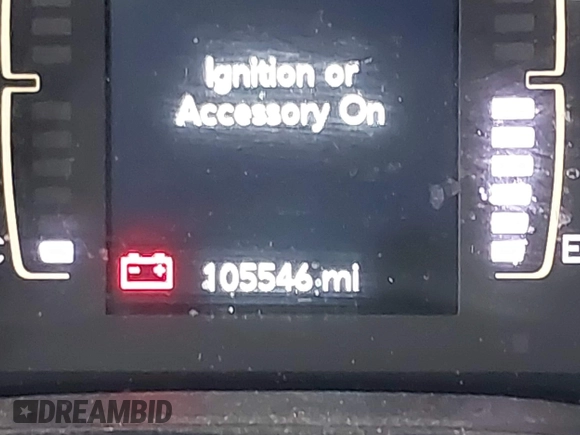 Ignition or
Accessory On
C
105546 mi
E
DREAMBID